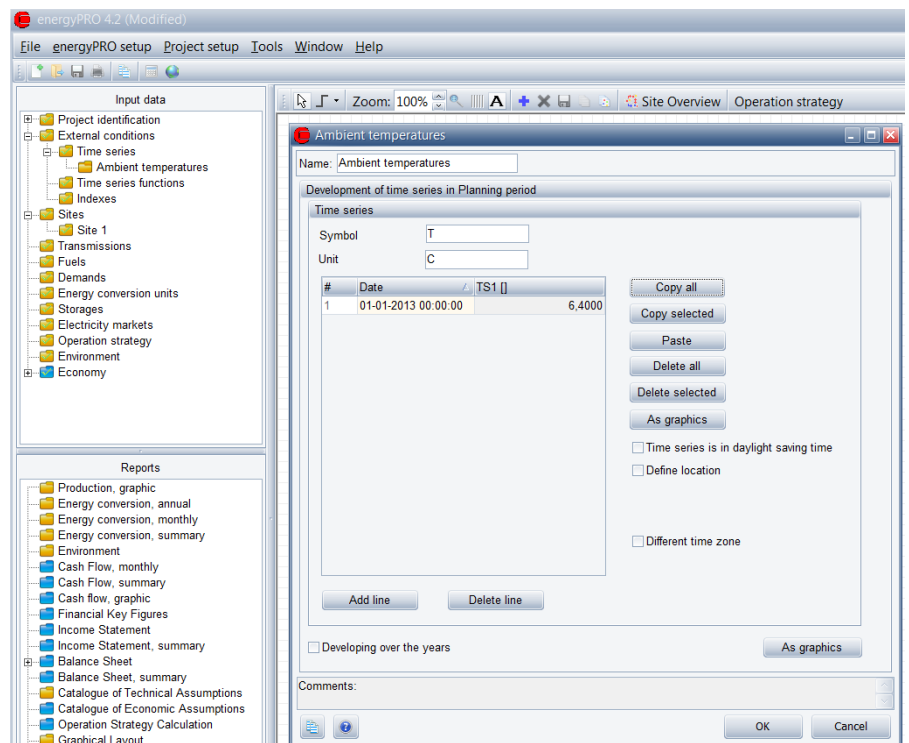 energyPRO 4.2 (Modified)
File energyPRO setup Project setup Tools Window Help
Input data
Project identification
External conditions
Time series
Ambient temperatures
Time series functions
Indexes
Sites
Site 1
Transmissions
Fuels
Demands
Energy conversion units
Storages
Electricity markets
Operation strategy
Environment
Economy
Reports
Production, graphic
Energy conversion, annual
Energy conversion, monthly
Energy conversion, summary
Environment
Cash Flow, monthly
Cash Flow, summary
Cash flow, graphic
Financial Key Figures
Income Statement
Income Statement, summary
Balance Sheet
Balance Sheet, summary
Catalogue of Technical Assumptions
Catalogue of Economic Assumptions
Operation Strategy Calculation
Graphical Layout
Zoom: 100% A Site Overview Operation strategy
Ambient temperatures
Name: Ambient temperatures
Development of time series in Planning period
Time series
Symbol T
Unit C
# Date TS1 []
1 01-01-2013 00:00:00 6,4000
Copy all
Copy selected
Paste
Delete all
Delete selected
As graphics
Time series is in daylight saving time
Define location
Different time zone
Add line Delete line
Developing over the years As graphics
Comments:
OK Cancel